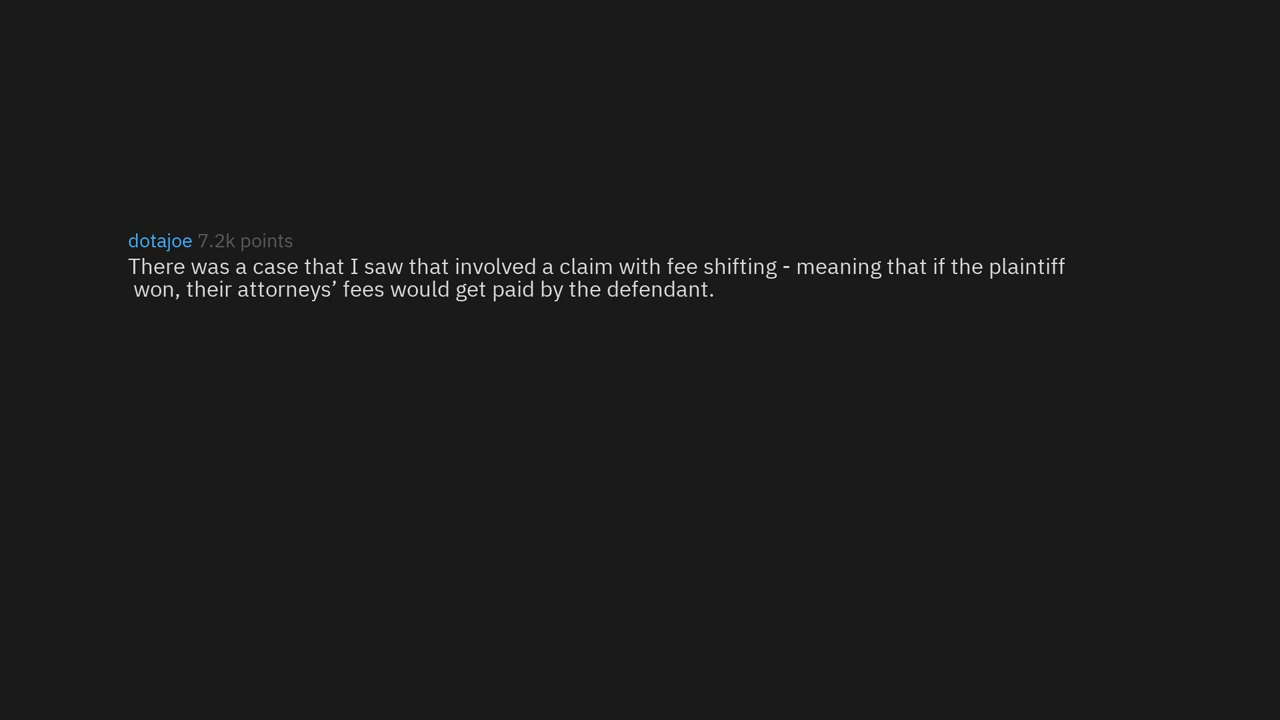 dotajoe 7.2k points
There was a case that I saw that involved a claim with fee shifting - meaning that if the plaintiff
won, their attorneys’ fees would get paid by the defendant.